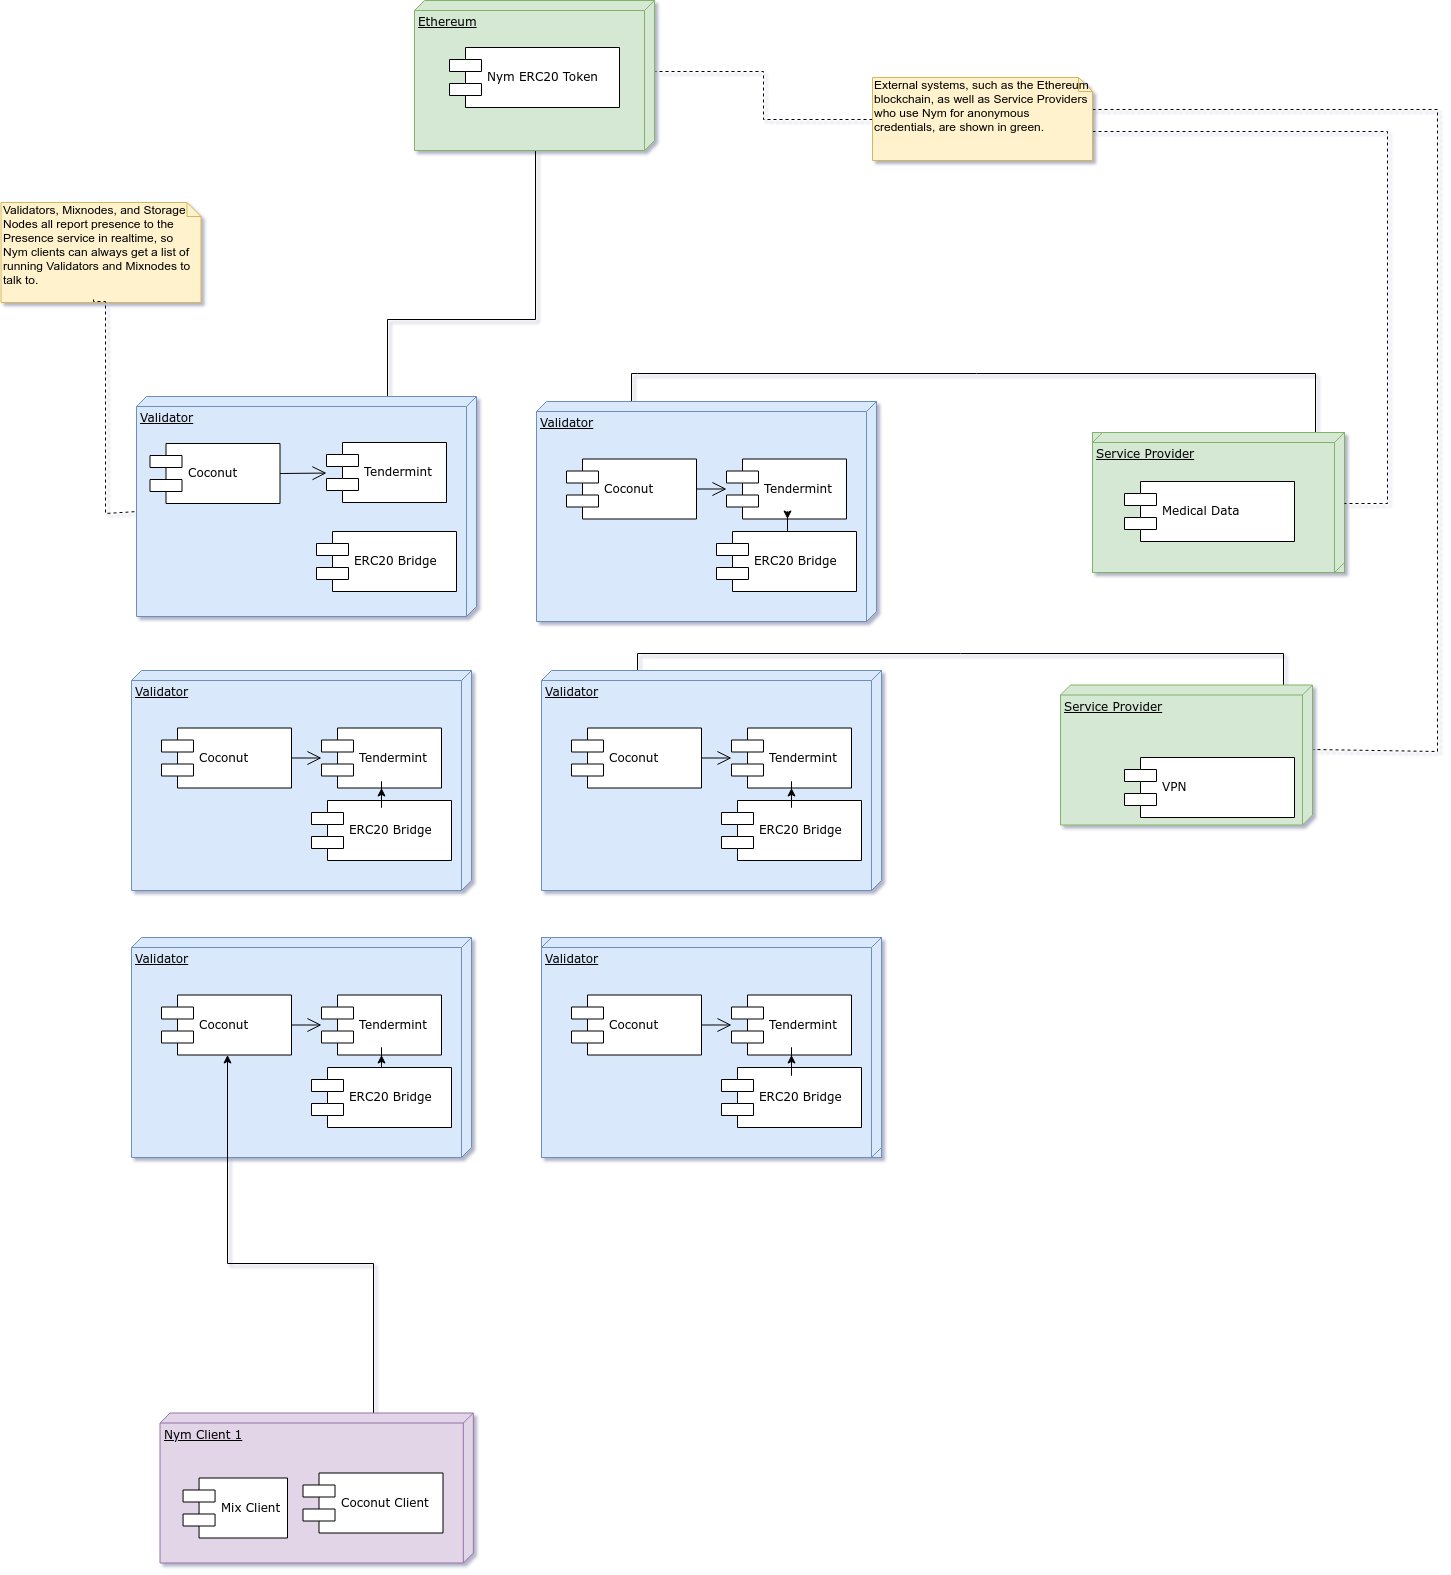 Ethereum
Nym ERC20 Token
External systems, such as the Ethereum
blockchain, as well as Service Providers
who use Nym for anonymous
credentials, are shown in green.
Validators, Mixnodes, and Storage
Nodes all report presence to the
Presence service in realtime, so
Nym clients can always get a list of
running Validators and Mixnodes to
talk to.
Validator
Coconut
Tendermint
ERC20 Bridge
Validator
Coconut
Tendermint
ERC20 Bridge
Service Provider
Medical Data
Validator
Coconut
Tendermint
ERC20 Bridge
Validator
Coconut
Tendermint
ERC20 Bridge
Service Provider
VPN
Validator
Coconut
Tendermint
ERC20 Bridge
Validator
Coconut
Tendermint
ERC20 Bridge
Nym Client 1
Mix Client
Coconut Client